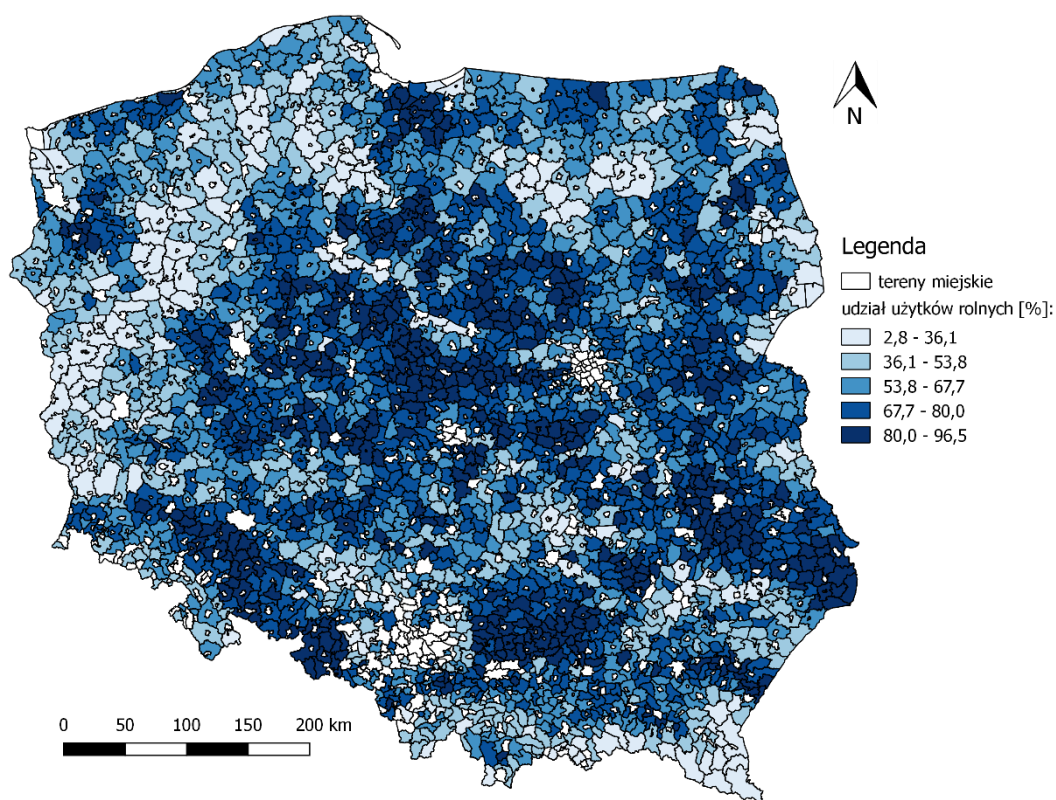 N
Legenda
tereny miejskie
udział użytków rolnych [%]:
2,8 - 36,1
36,1 - 53,8
53,8 - 67,7
67,7 - 80,0
80,0 - 96,5
0 50 100 150 200 km